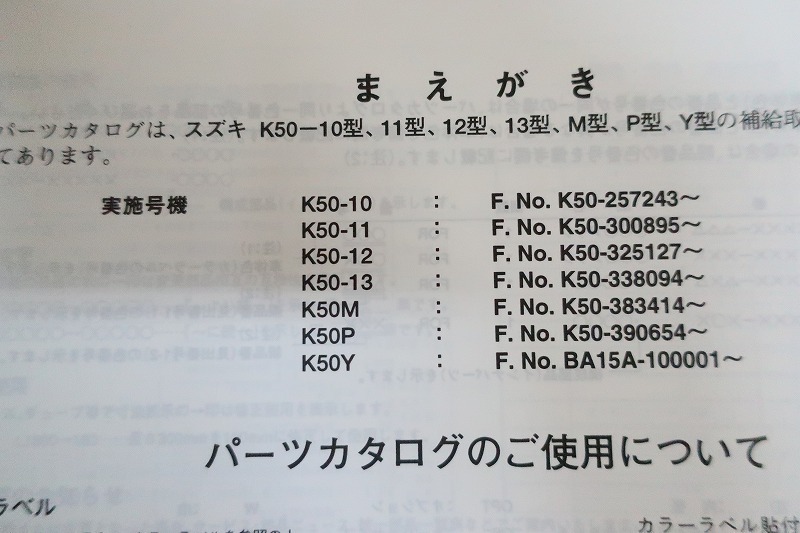 まえがき
パーツカタログは、スズキ K50－10型、11型、12型、13型、M型、P型、Y型の補給取
てあります。
実施号機 K50-10 : F. No. K50-257243～
K50-11 : F. No. K50-300895～
K50-12 : F. No. K50-325127～
K50-13 : F. No. K50-338094～
K50M : F. No. K50-383414～
K50P : F. No. K50-390654～
K50Y : F. No. BA15A-100001～
パーツカタログのご使用について
ラベル
カラーラベル貼付